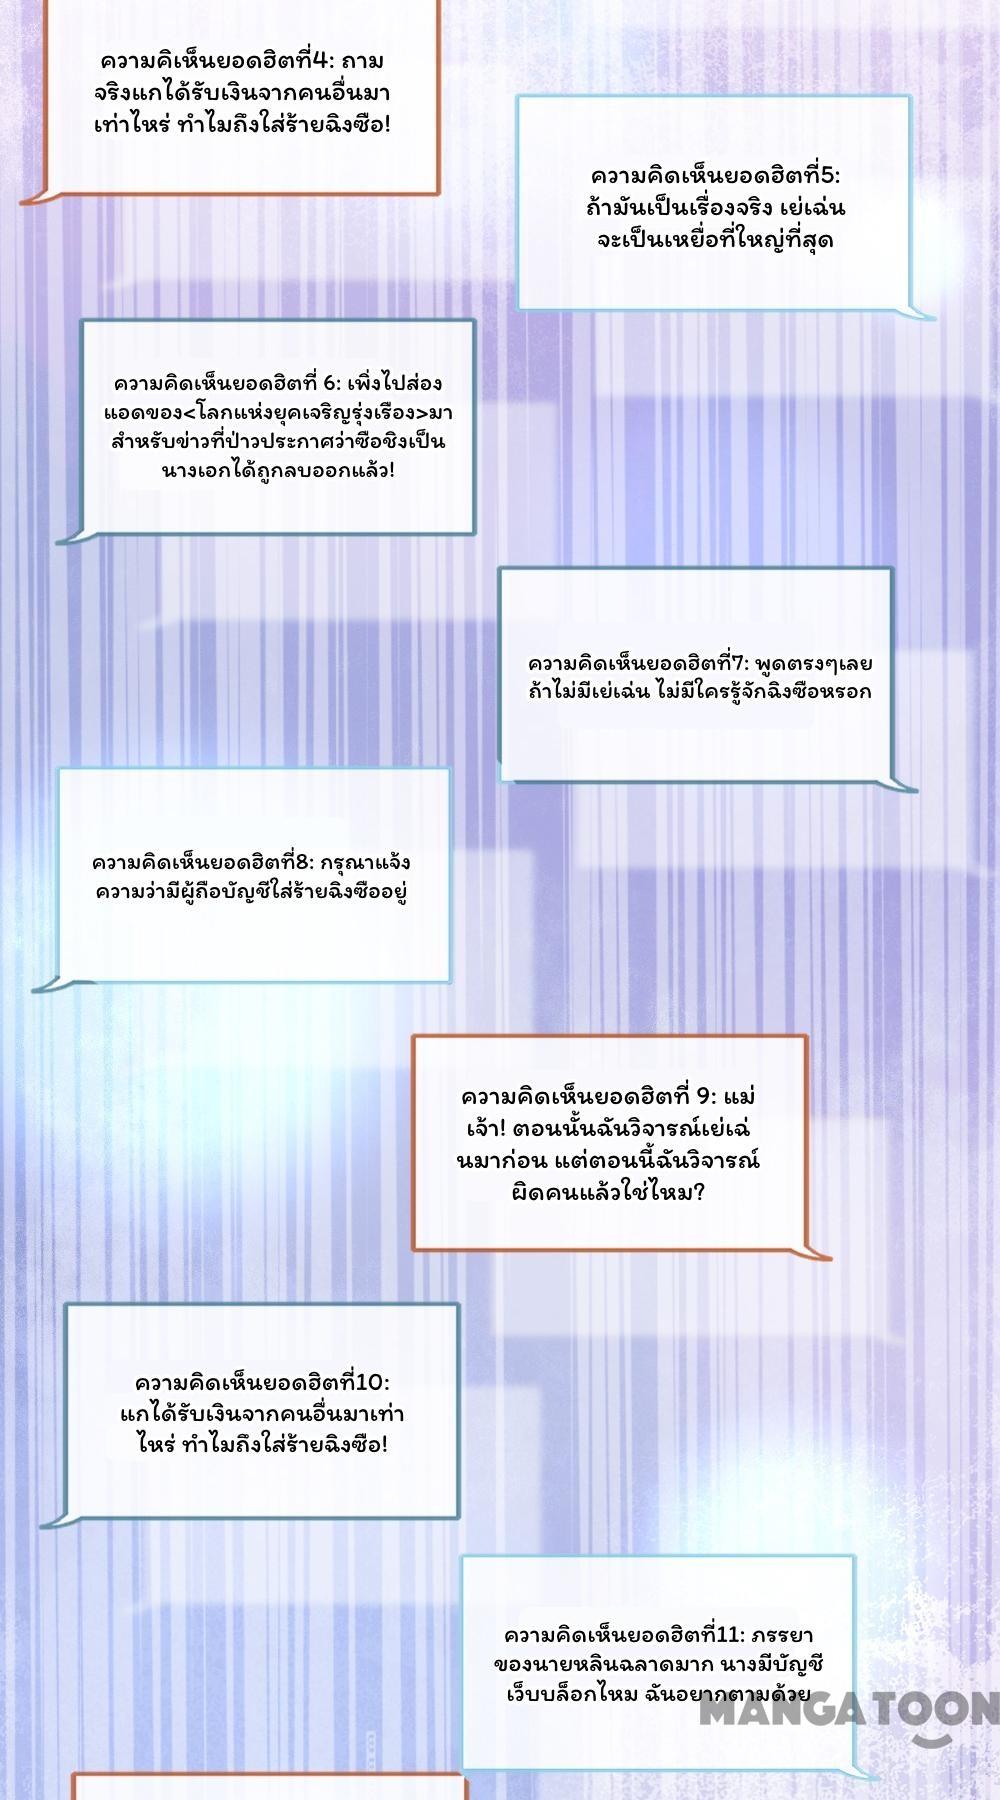 ความคิเห็นยอดฮิตที่4: ถาม
จริงแกได้รับเงินจากคนอื่นมา
เท่าไหร่ ทำไมถึงใส่ร้ายฉิงซือ!
ความคิดเห็นยอดฮิตที่5:
ถ้ามันเป็นเรื่องจริง เย่เฉ่น
จะเป็นเหยื่อที่ใหญ่ที่สุด
ความคิดเห็นยอดฮิตที่ 6: เพิ่งไปส่อง
แอดของ<โลกแห่งยุคเจริญรุ่งเรือง>มา
สำหรับข่าวที่ป่าวประกาศว่าซือชิงเป็น
นางเอกได้ถูกลบออกแล้ว!
ความคิดเห็นยอดฮิตที่7: พูดตรงๆเลย
ถ้าไม่มีเย่เฉ่น ไม่มีใครรู้จักฉิงซือหรอก
ความคิดเห็นยอดฮิตที่8: กรุณาแจ้ง
ความว่ามีผู้ถือบัญชีใส่ร้ายฉิงซืออยู่
ความคิดเห็นยอดฮิตที่ 9: แม่
เจ้า! ตอนนั้นฉันวิจารณ์เย่เฉ่
นมาก่อน แต่ตอนนี้ฉันวิจารณ์
ผิดคนแล้วใช่ไหม?
ความคิดเห็นยอดฮิตที่10:
แกได้รับเงินจากคนอื่นมาเท่า
ไหร่ ทำไมถึงใส่ร้ายฉิงซือ!
ความคิดเห็นยอดฮิตที่11: ภรรยา
ของนายหลินฉลาดมาก นางมีบัญชี
เว็บบล็อกไหม ฉันอยากตามด้วย
MANGATOON